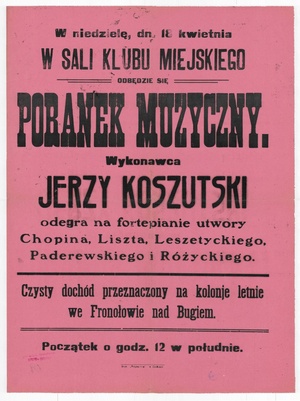 W niedzielę, dn. 18 kwietnia
W SALI KLUBU MIEJSKIEGO
ODBĘDZIE SIĘ
PORANEK MUZYCZNY.
Wykonawca
JERZY KOSZUTSKI
odegra na fortepianie utwory
Chopina, Liszta, Leszetyckiego,
Paderewskiego i Różyckiego.
Czysty dochód przeznaczony na kolonje letnie
we Fronołowie nad Bugiem.
Początek o godz. 12 w południe.